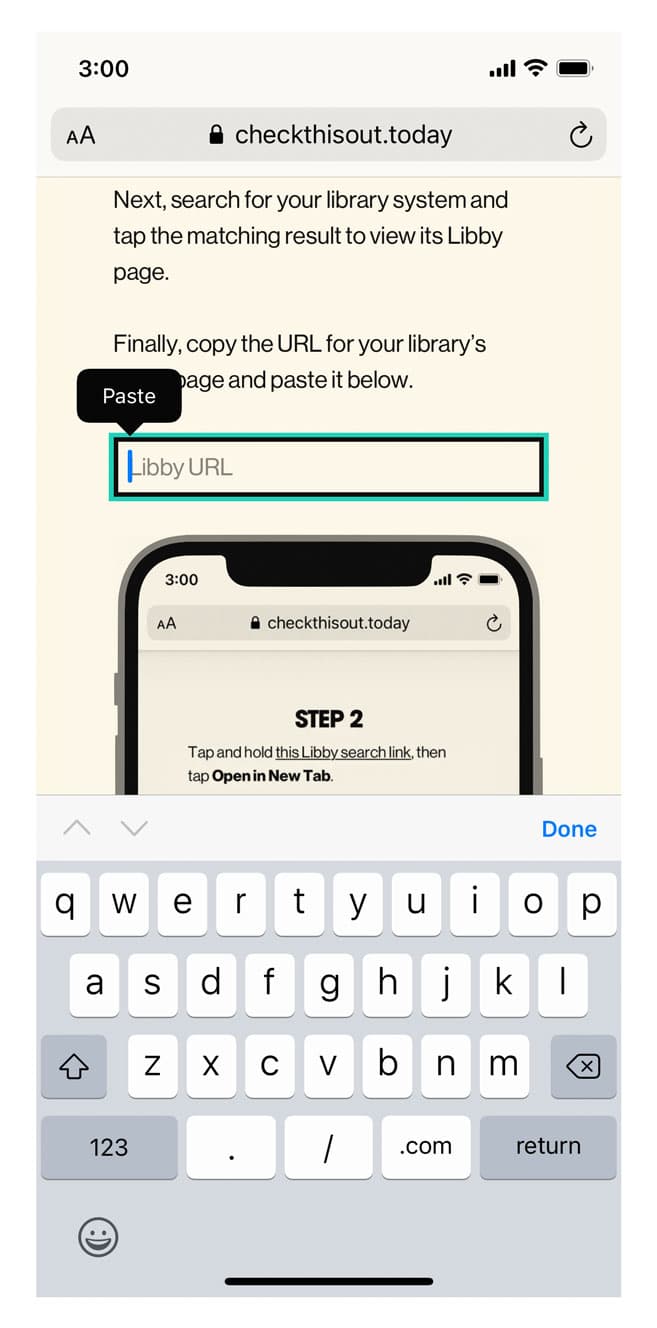 3:00
AA checkthisout.today
Next, search for your library system and
tap the matching result to view its Libby
page.
Finally, copy the URL for your library's
page and paste it below.
Paste
Libby URL
3:00
AA checkthisout.today
STEP 2
Tap and hold this Libby search link, then
tap Open in New Tab.
Done
q w e r t y u i o p
a s d f g h j k l
z x c v b n m
123 . / .com return